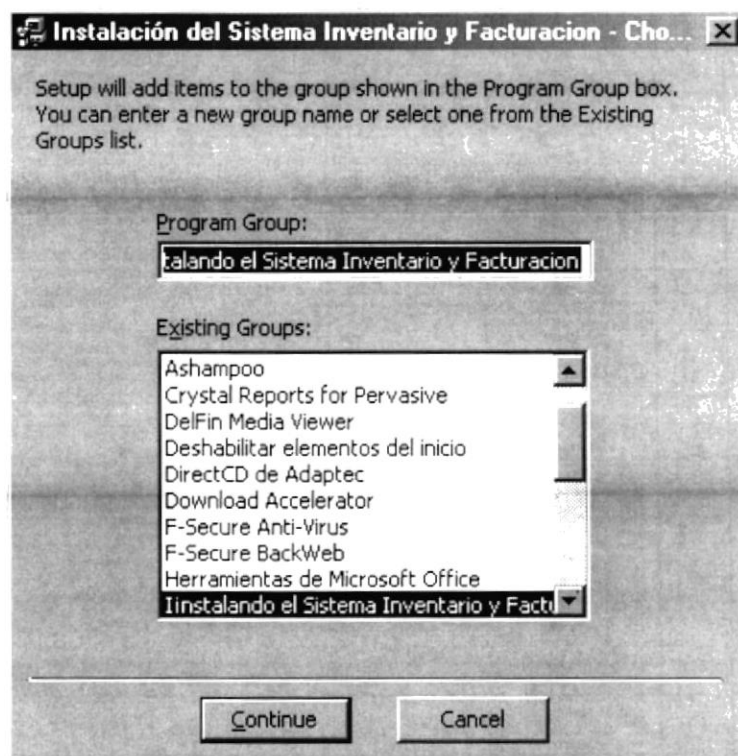 Instalación del Sistema Inventario y Facturacion - Cho...
Setup will add items to the group shown in the Program Group box.
You can enter a new group name or select one from the Existing
Groups list.
Program Group:
talando el Sistema Inventario y Facturacion
Existing Groups:
Ashampoo
Crystal Reports for Pervasive
DelFin Media Viewer
Deshabilitar elementos del inicio
DirectCD de Adaptec
Download Accelerator
F-Secure Anti-Virus
F-Secure BackWeb
Herramientas de Microsoft Office
Iinstalando el Sistema Inventario y Factu
Continue
Cancel